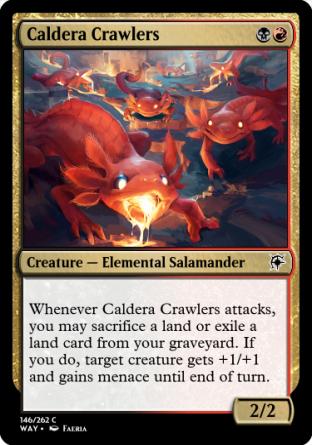 Caldera Crawlers
Creature — Elemental Salamander
Whenever Caldera Crawlers attacks,
you may sacrifice a land or exile a
land card from your graveyard. If
you do, target creature gets +1/+1
and gains menace until end of turn.
2/2
146/262 C
WAY • Faeria